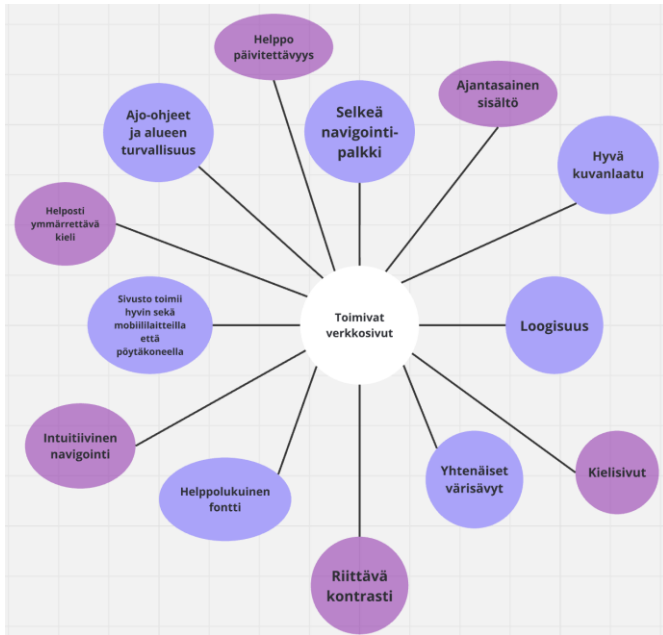 Helppo
päivitettävyys
Selkeä
navigointi-
palkki
Ajantasainen
sisältö
Ajo-ohjeet
ja alueen
turvallisuus
Hyvä
kuvanlaatu
Helposti
ymmärrettävä
kieli
Sivusto toimii
hyvin sekä
mobiililaitteilla
että
pöytäkoneella
Toimivat
verkkosivut
Loogisuus
Intuitiivinen
navigointi
Helppolukuinen
fontti
Yhtenäiset
värisävyt
Kielisivut
Riittävä
kontrasti